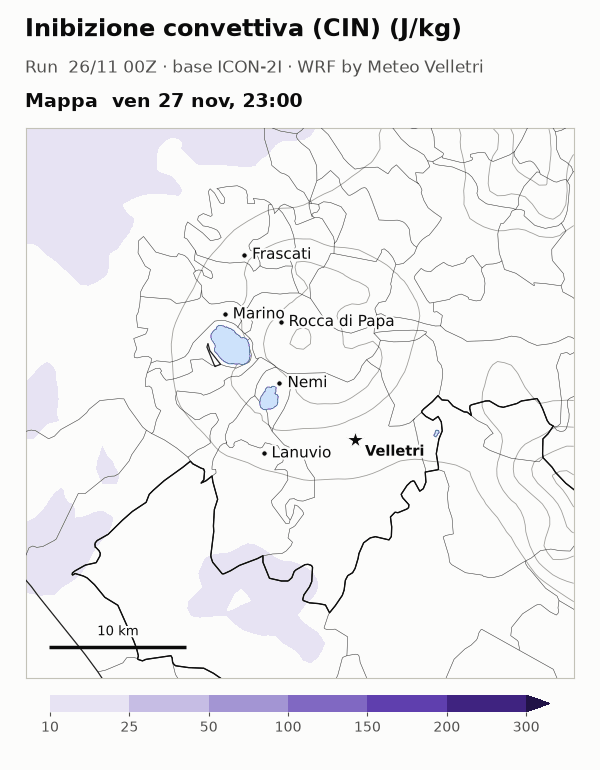 Inibizione convettiva (CIN) (J/kg)
Run  26/11 00Z · base ICON-2I · WRF by Meteo Velletri
Mappa  ven 27 nov, 23:00
Frascati
Marino
Rocca di Papa
Nemi
Velletri
Lanuvio
10 km
10 25 50 100 150 200 300